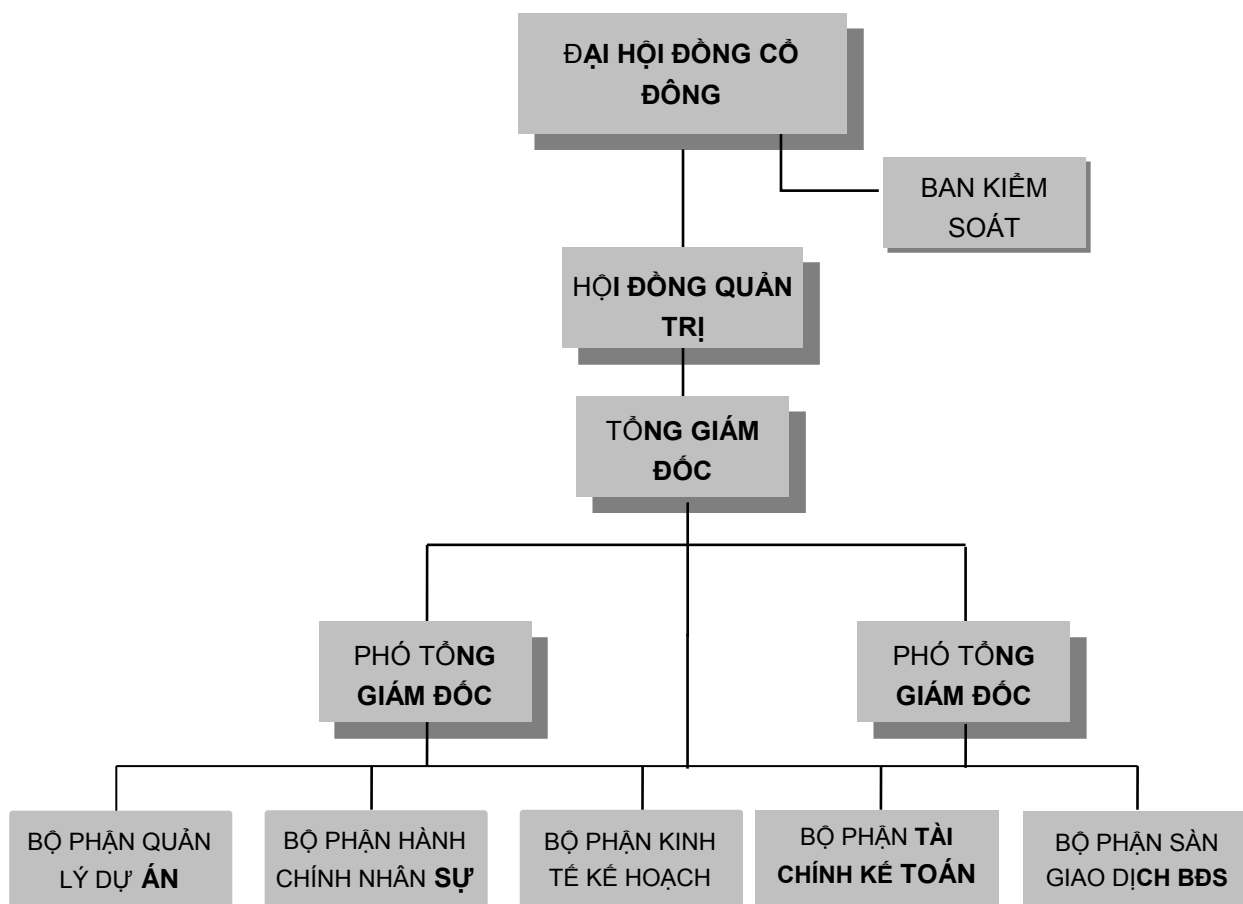 ĐẠI HỘI ĐỒNG CỔ
ĐÔNG
BAN KIỂM
SOÁT
HỘI ĐỒNG QUẢN
TRỊ
TỔNG GIÁM
ĐỐC
PHÓ TỔNG
GIÁM ĐỐC
PHÓ TỔNG
GIÁM ĐỐC
BỘ PHẬN QUẢN
LÝ DỰ ÁN
BỘ PHẬN HÀNH
CHÍNH NHÂN SỰ
BỘ PHẬN KINH
TẾ KẾ HOẠCH
BỘ PHẬN TÀI
CHÍNH KẾ TOÁN
BỘ PHẬN SÀN
GIAO DỊCH BĐS